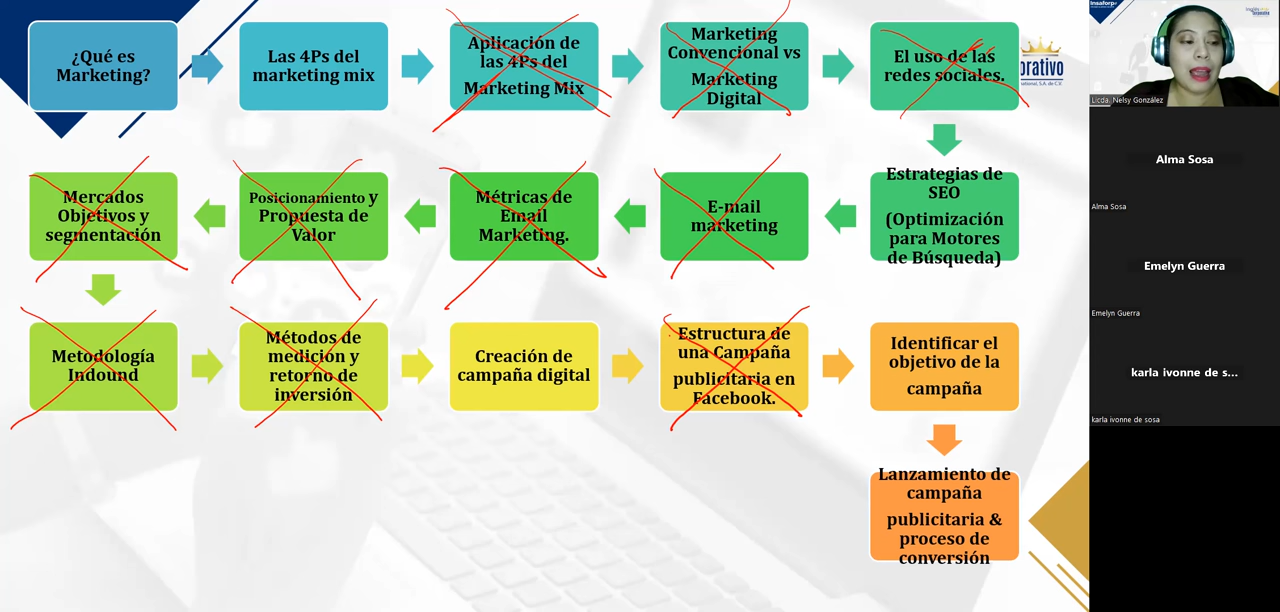 ¿Qué es
Marketing?
Las 4Ps del
marketing mix
Aplicación de
las 4Ps del
Marketing Mix
Marketing
Convencional vs
Marketing
Digital
El uso de las
redes sociales.
Estrategias de
SEO
(Optimización
para Motores
de Búsqueda)
E-mail
marketing
Métricas de
Email
Marketing.
Posicionamiento y
Propuesta de
Valor
Mercados
Objetivos y
segmentación
Metodología
Indound
Métodos de
medición y
retorno de
inversión
Creación de
campaña digital
Estructura de
una Campaña
publicitaria en
Facebook.
Identificar el
objetivo de la
campaña
Lanzamiento de
campaña
publicitaria &
proceso de
conversión
Insaforp
Licda. Nelsy González
Alma Sosa
Alma Sosa
Emelyn Guerra
Emelyn Guerra
karla ivonne de s...
karla ivonne de sosa